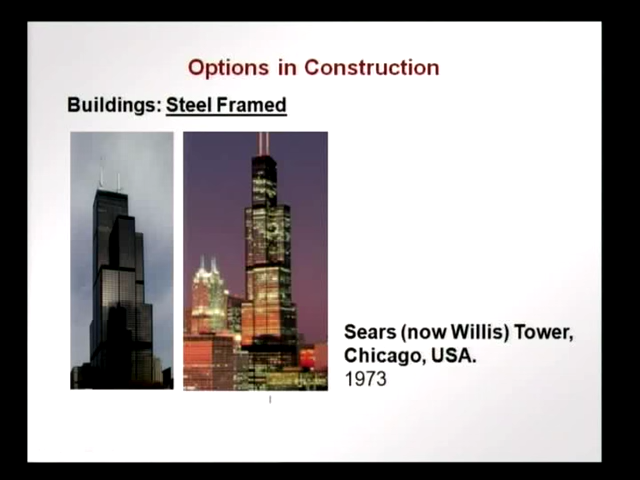 Options in Construction
Buildings: Steel Framed
Sears (now Willis) Tower,
Chicago, USA.
1973